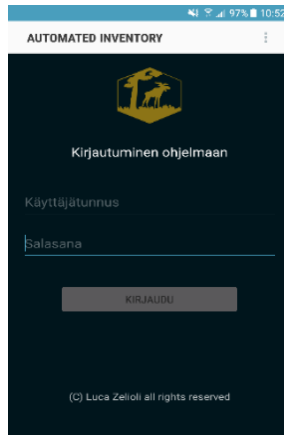 97% 10:52
AUTOMATED INVENTORY
Kirjautuminen ohjelmaan
Käyttäjätunnus
Salasana
KIRJAUDU
(C) Luca Zelioli all rights reserved